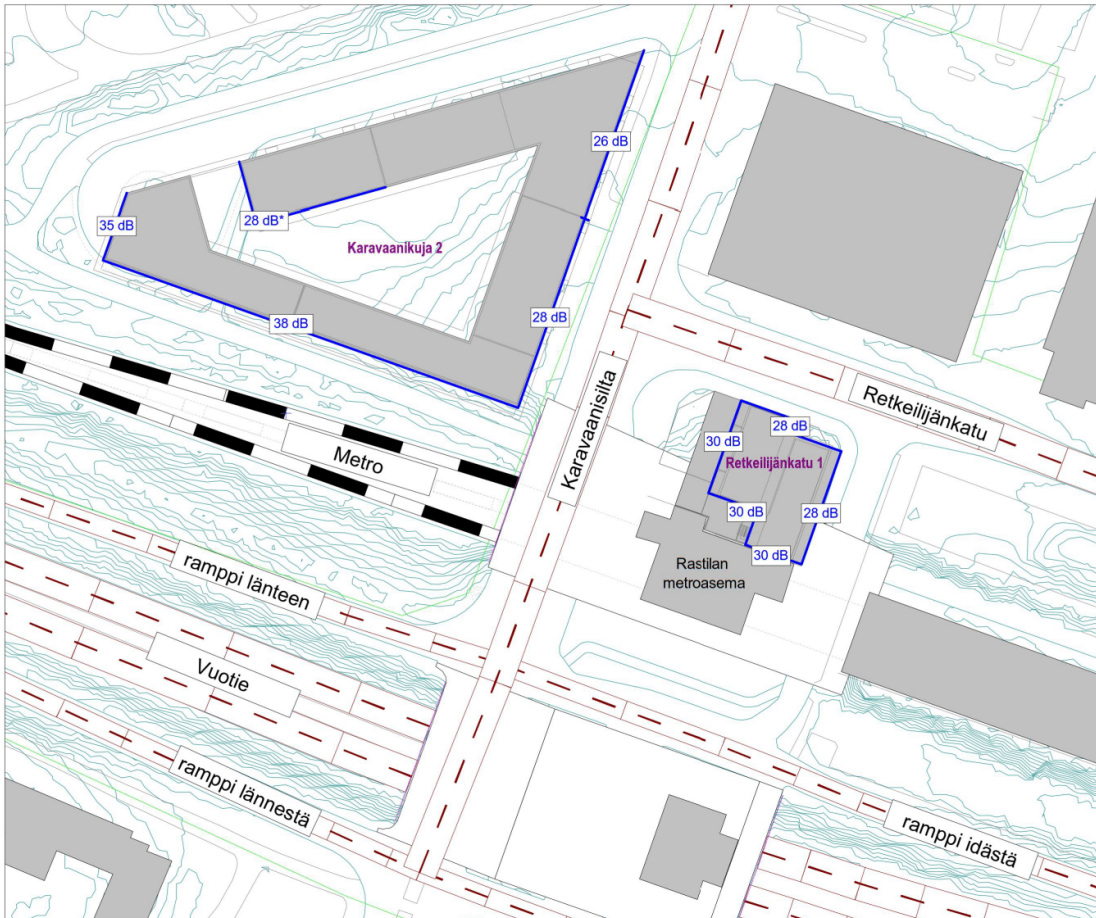 26 dB
35 dB
28 dB*
Karavaanikuja 2
38 dB
28 dB
Karavaanisilta
Retkeilijänkatu
28 dB
30 dB
Retkeilijänkatu 1
30 dB
28 dB
30 dB
Rastilan
metroasema
Metro
ramppi länteen
Vuotie
ramppi lännestä
ramppi idästä